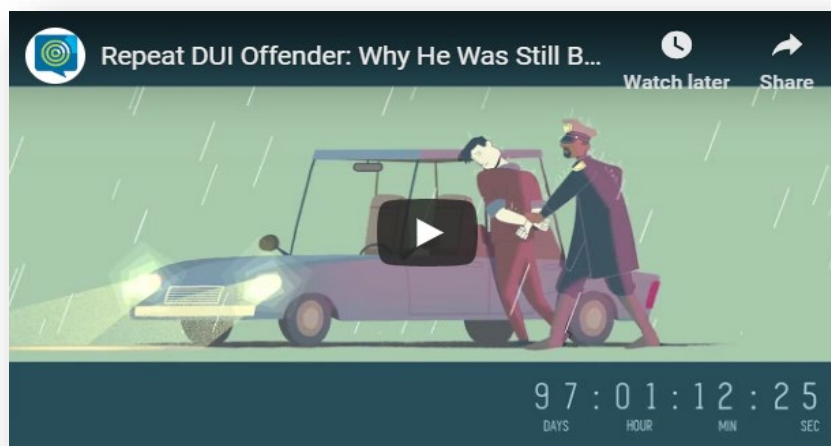 Repeat DUI Offender: Why He Was Still B...
Watch later
Share
97:01:12:25
DAYS HOUR MIN SEC